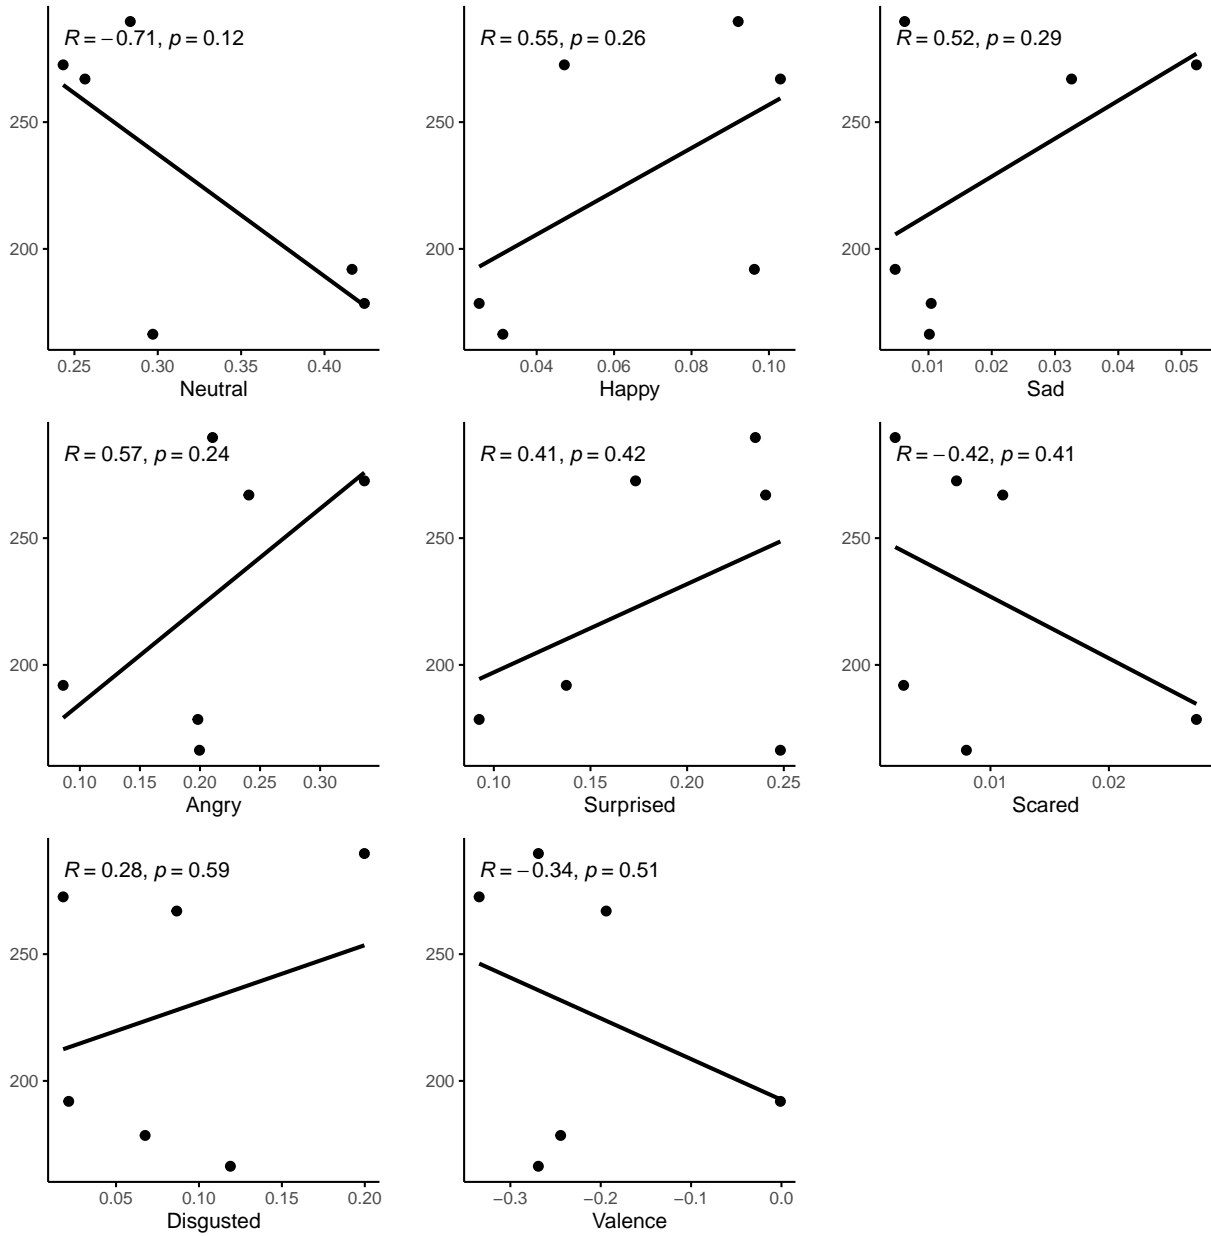 R = −0.71, p = 0.12
250
200
0.25 0.30 0.35 0.40
Neutral
R = 0.55, p = 0.26
250
200
0.04 0.06 0.08 0.10
Happy
R = 0.52, p = 0.29
250
200
0.01 0.02 0.03 0.04 0.05
Sad
R = 0.57, p = 0.24
250
200
0.10 0.15 0.20 0.25 0.30
Angry
R = 0.41, p = 0.42
250
200
0.10 0.15 0.20 0.25
Surprised
R = −0.42, p = 0.41
250
200
0.01 0.02
Scared
R = 0.28, p = 0.59
250
200
0.05 0.10 0.15 0.20
Disgusted
R = −0.34, p = 0.51
250
200
−0.3 −0.2 −0.1 0.0
Valence